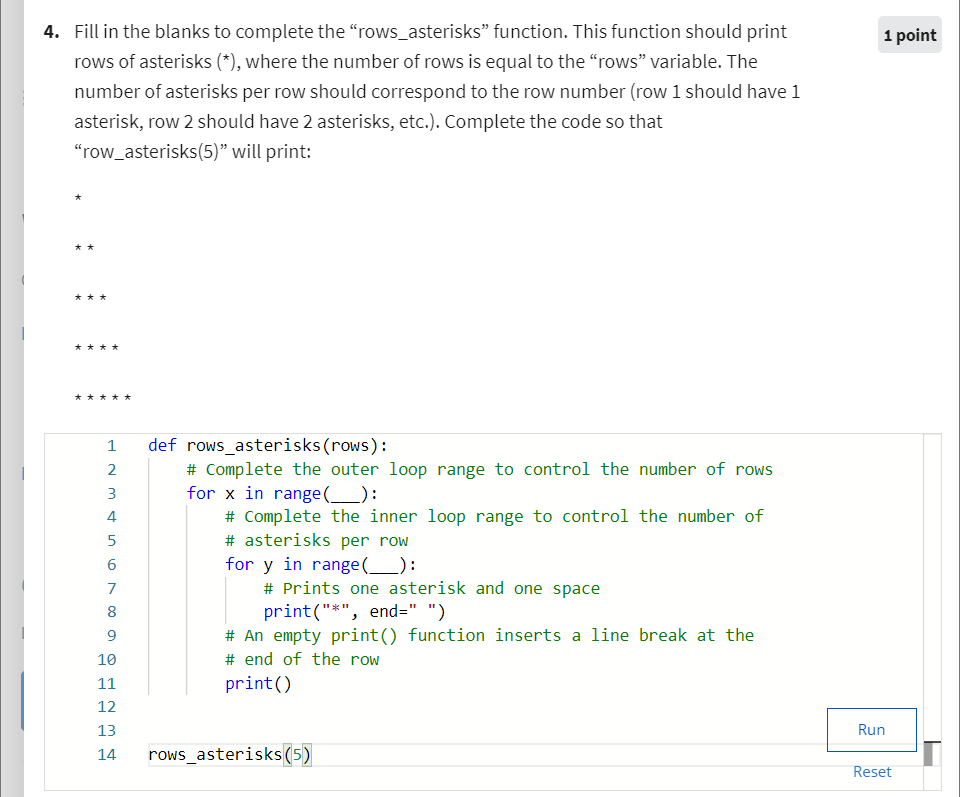 4. Fill in the blanks to complete the “rows_asterisks” function. This function should print
1 point
rows of asterisks (*), where the number of rows is equal to the “rows” variable. The
number of asterisks per row should correspond to the row number (row 1 should have 1
asterisk, row 2 should have 2 asterisks, etc.). Complete the code so that
“row_asterisks(5)” will print:
*
* *
* * *
* * * *
* * * * *
1 def rows_asterisks(rows):
2 # Complete the outer loop range to control the number of rows
3 for x in range(___):
4 # Complete the inner loop range to control the number of
5 # asterisks per row
6 for y in range(___):
7 # Prints one asterisk and one space
8 print("*", end=" ")
9 # An empty print() function inserts a line break at the
10 # end of the row
11 print()
12
13
14 rows_asterisks(5)
Run
Reset